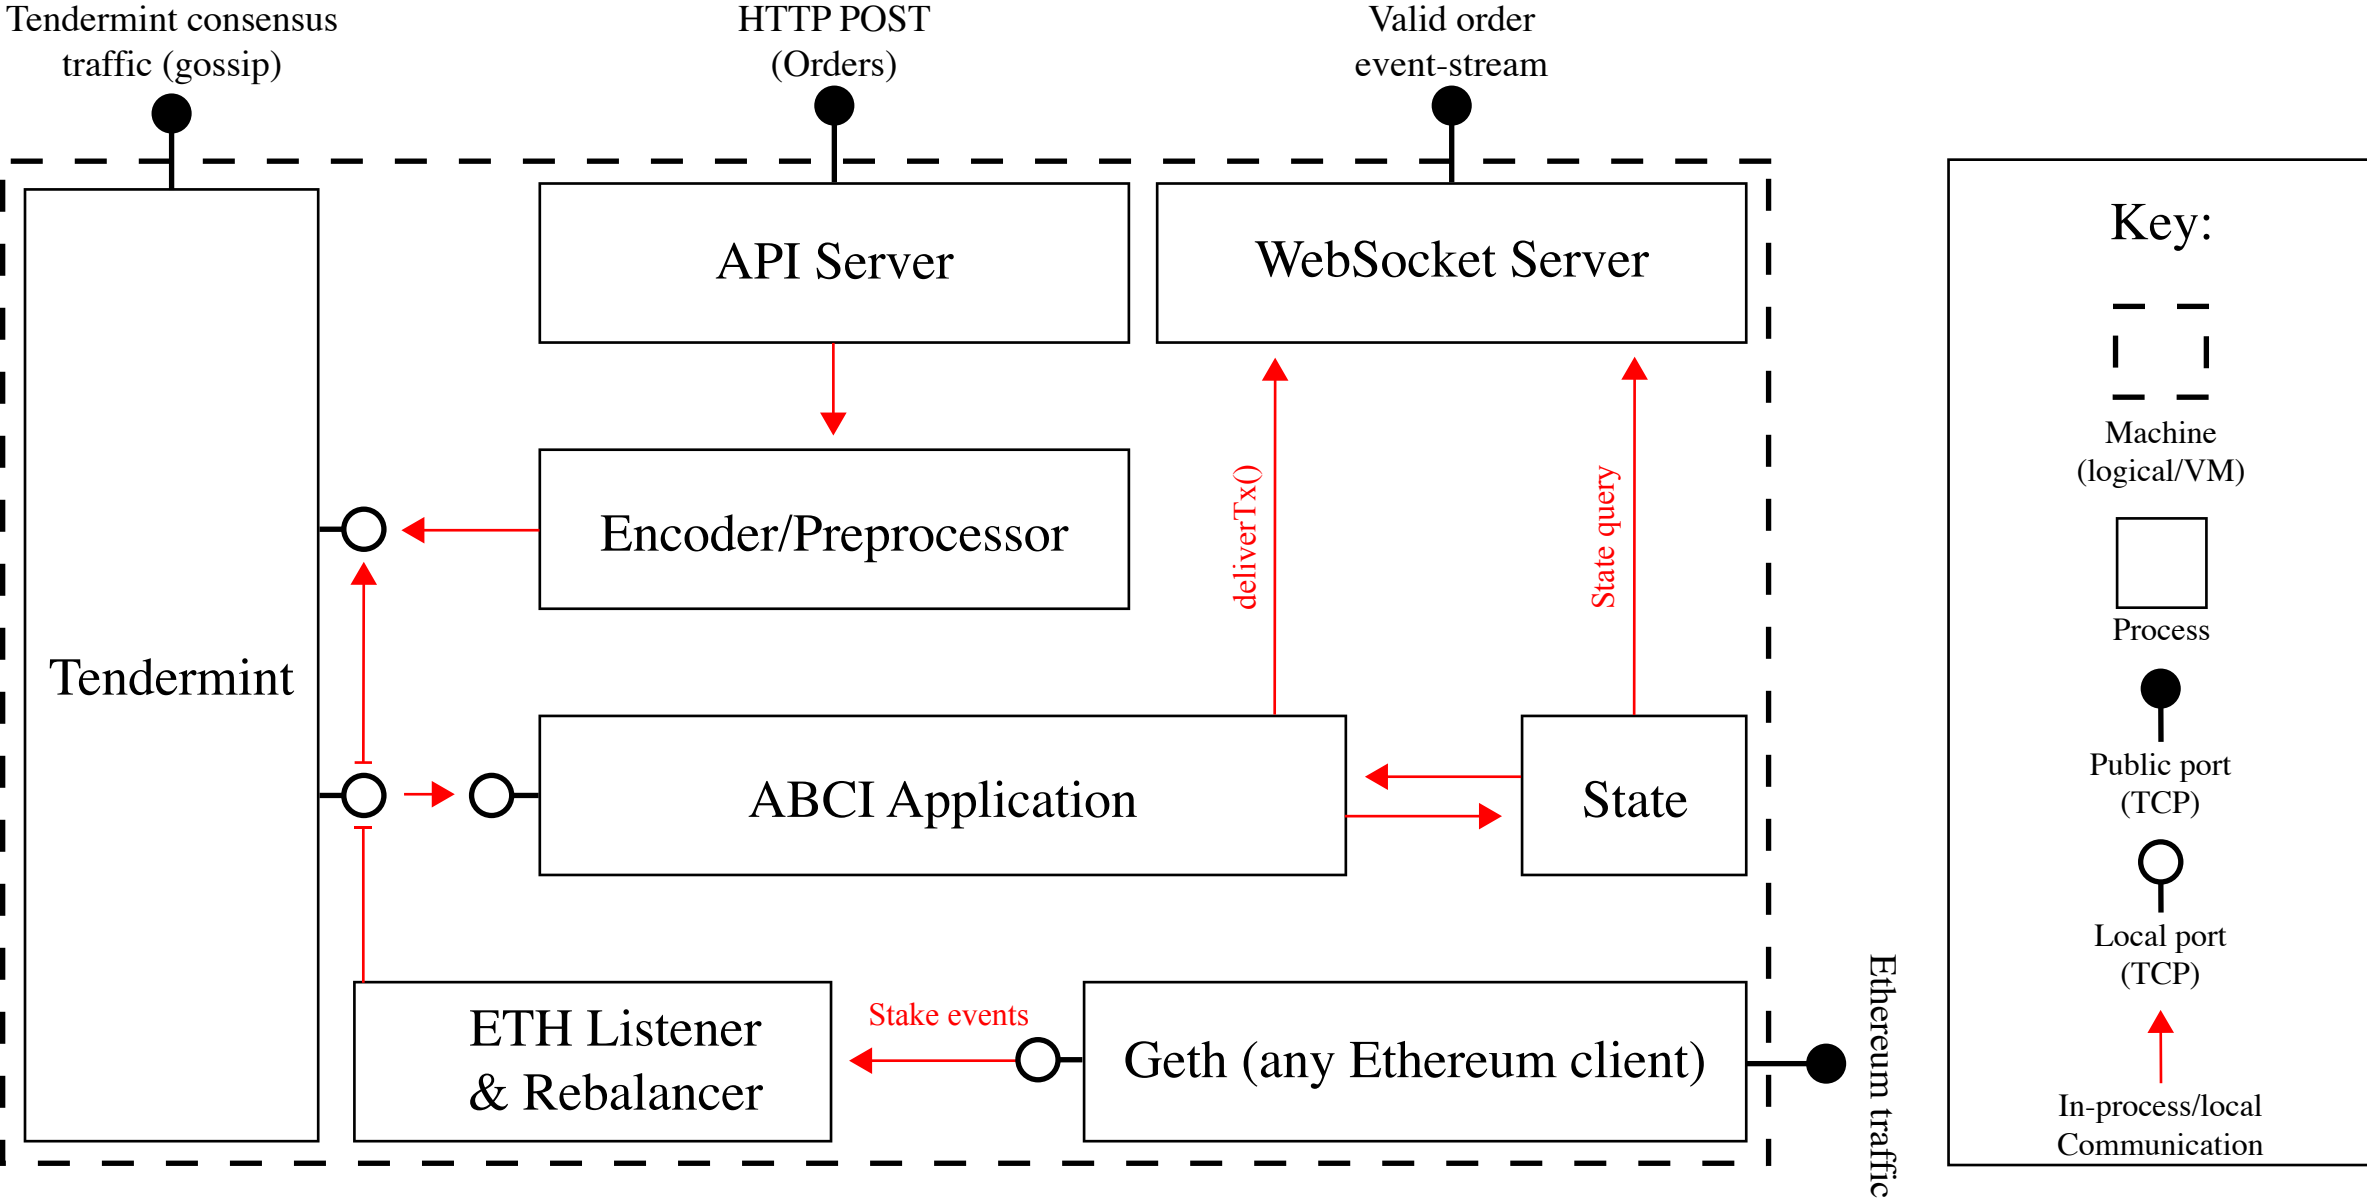 Tendermint consensus
traffic (gossip)
HTTP POST
(Orders)
Valid order
event-stream
API Server
WebSocket Server
Encoder/Preprocessor
deliverTx()
State query
Tendermint
ABCI Application
State
ETH Listener
& Rebalancer
Stake events
Geth (any Ethereum client)
Ethereum traffic
Key:
Machine
(logical/VM)
Process
Public port
(TCP)
Local port
(TCP)
In-process/local
Communication